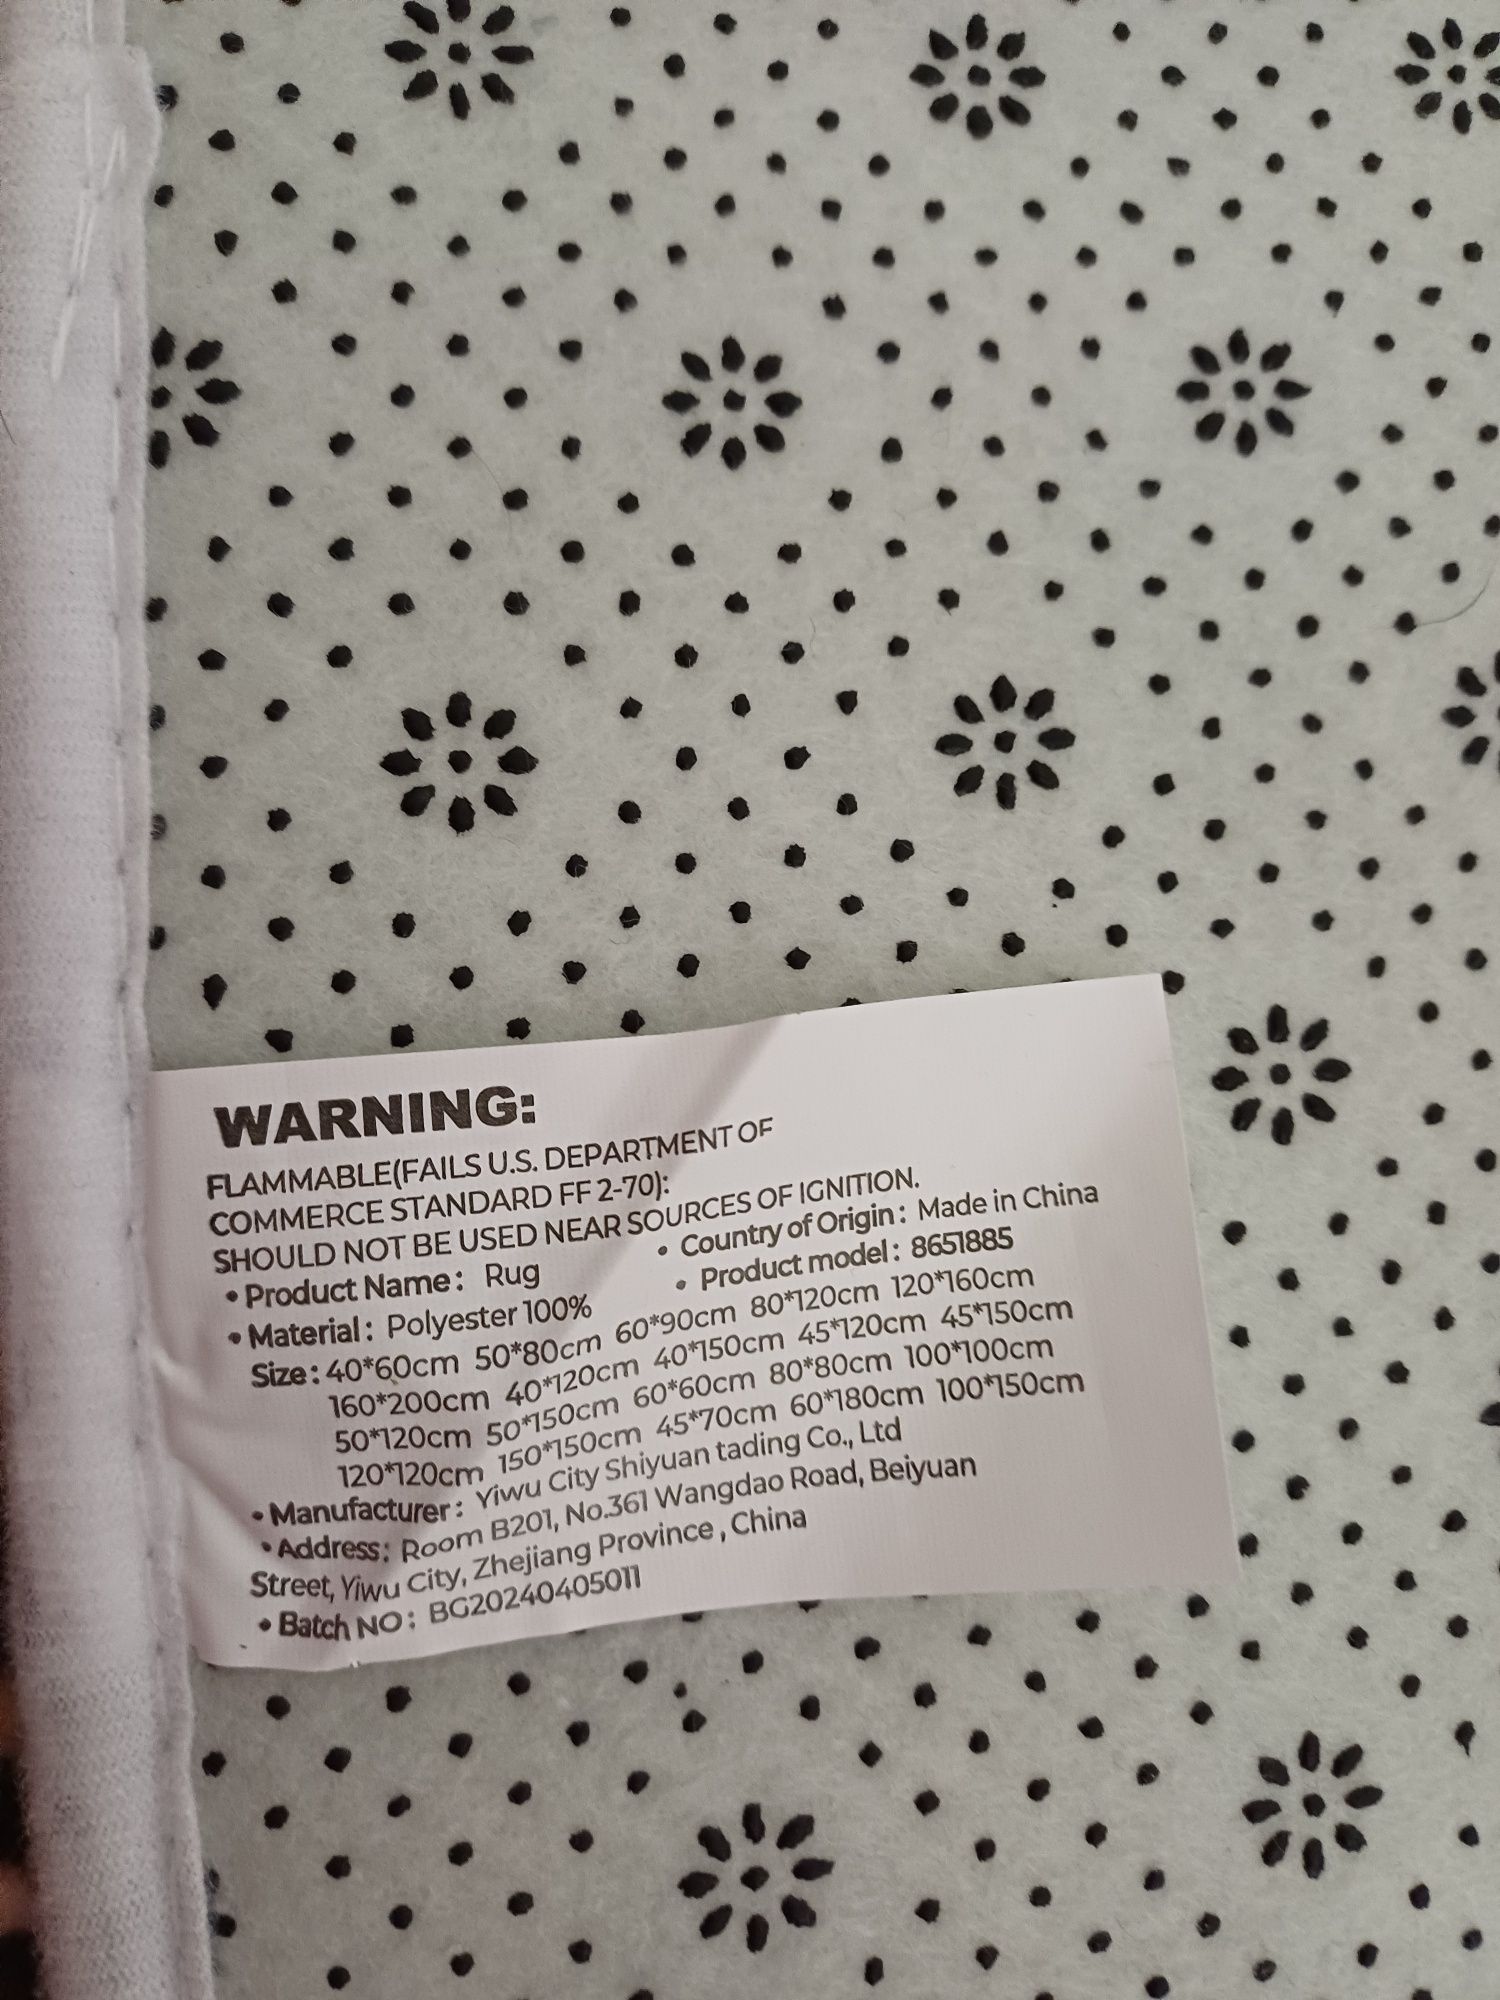 WARNING:
FLAMMABLE(FAILS U.S. DEPARTMENT OF
COMMERCE STANDARD FF 2-70):
SHOULD NOT BE USED NEAR SOURCES OF IGNITION.
• Product Name: Rug • Country of Origin: Made in China
• Material: Polyester 100% • Product model: 8651885
Size: 40*60cm 50*80cm 60*90cm 80*120cm 120*160cm
160*200cm 40*120cm 40*150cm 45*120cm 45*150cm
50*120cm 50*150cm 60*60cm 80*80cm 100*100cm
120*120cm 150*150cm 45*70cm 60*180cm 100*150cm
• Manufacturer: Yiwu City Shiyuan tading Co., Ltd
• Address: Room B201, No.361 Wangdao Road, Beiyuan
Street, Yiwu City, Zhejiang Province, China
• Batch NO: BG20240405011